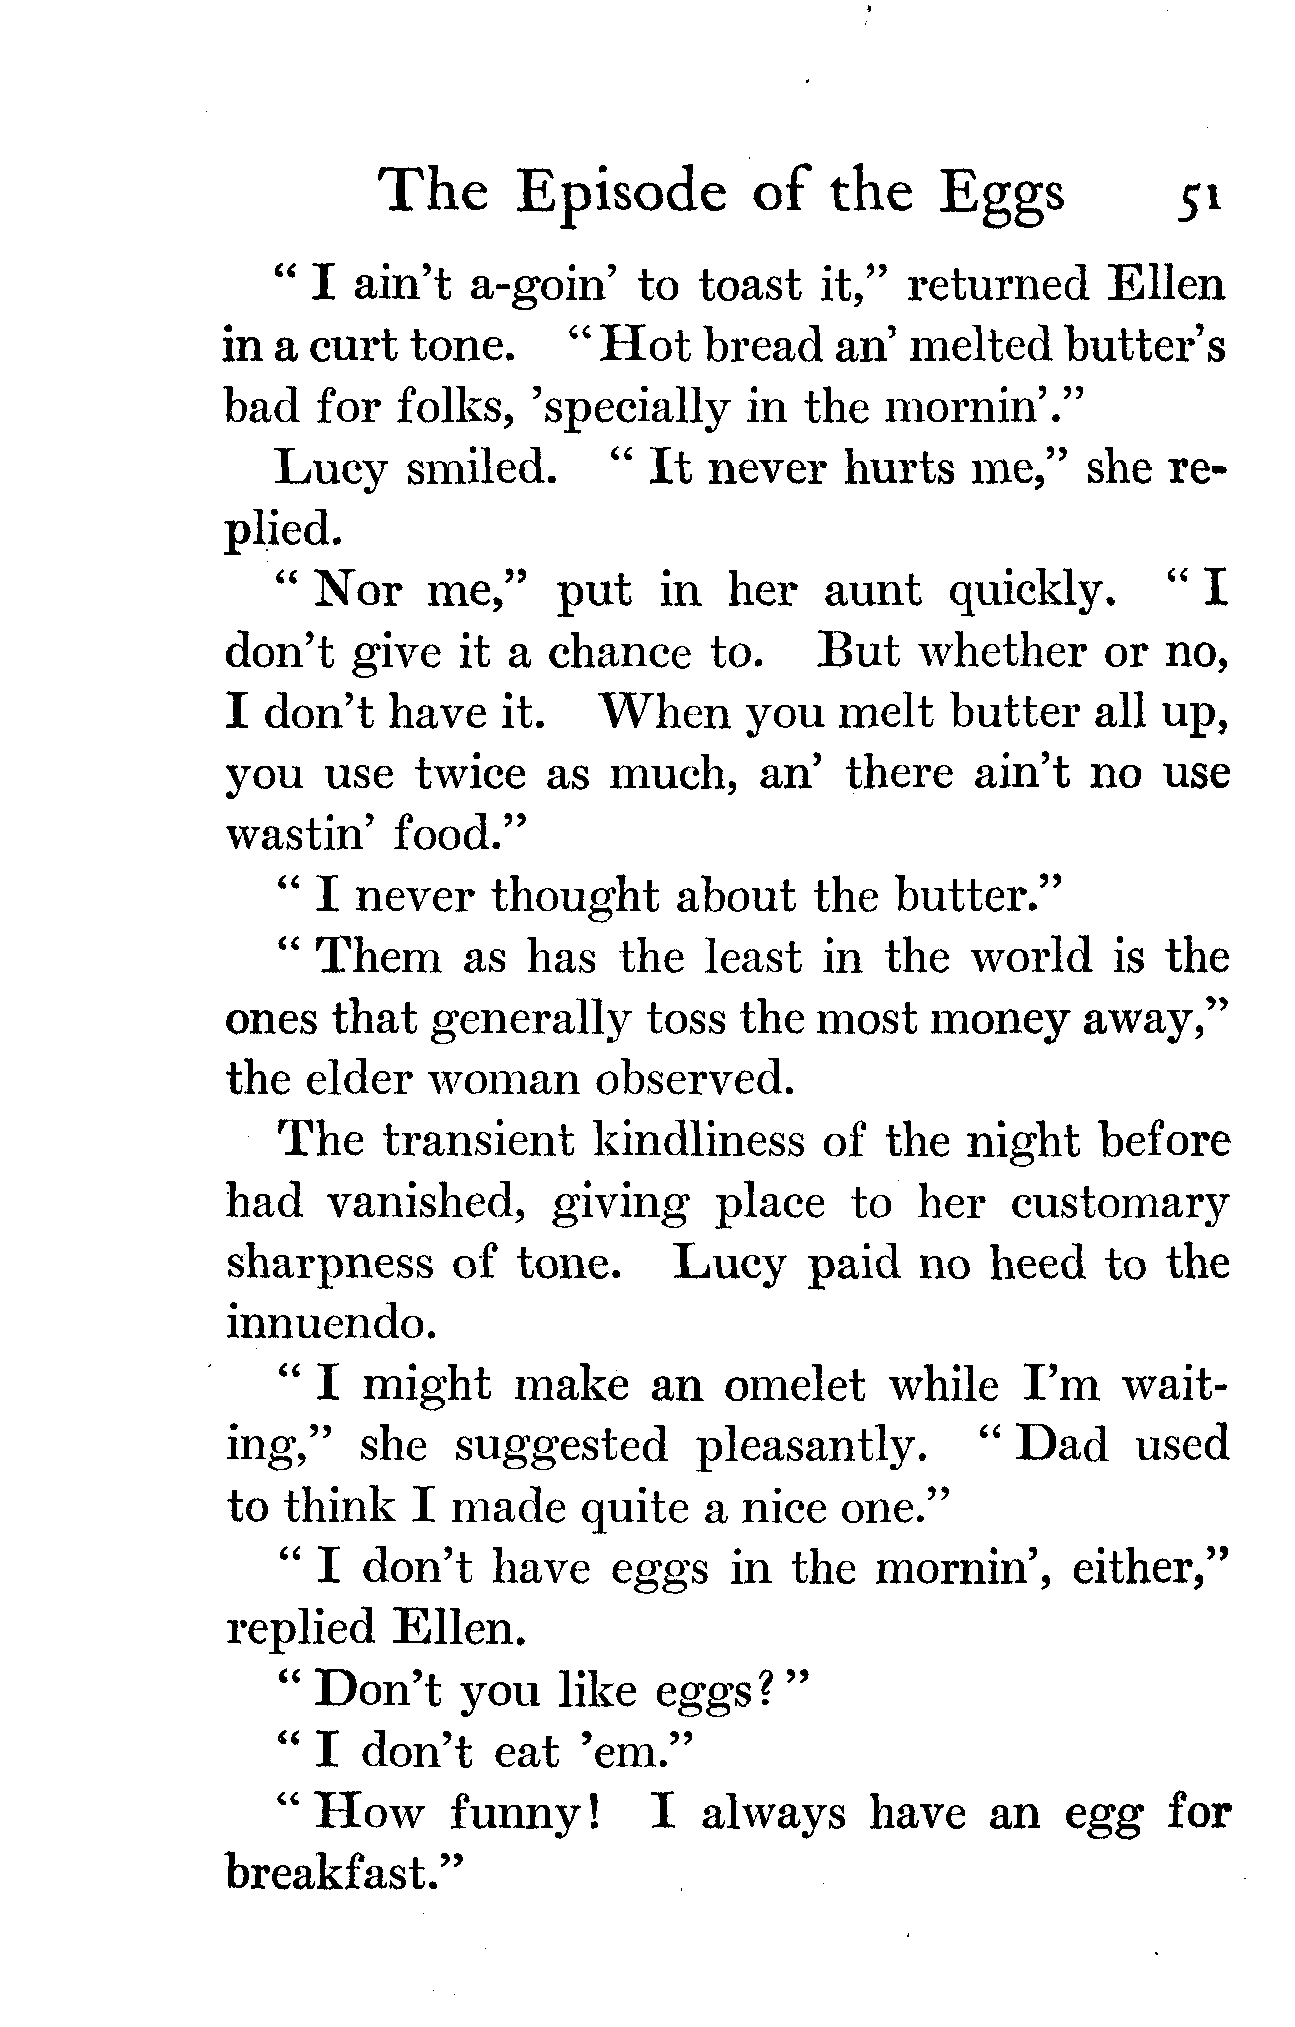 The Episode of the Eggs 51
“ I ain’t a-goin’ to toast it,” returned Ellen
in a curt tone. “Hot bread an’ melted butter’s
bad for folks, ’specially in the mornin’.”
Lucy smiled. “ It never hurts me,” she re-
plied.
“ Nor me,” put in her aunt quickly. “ I
don’t give it a chance to. But whether or no,
I don’t have it. When you melt butter all up,
you use twice as much, an’ there ain’t no use
wastin’ food.”
“ I never thought about the butter.”
“ Them as has the least in the world is the
ones that generally toss the most money away,”
the elder woman observed.
The transient kindliness of the night before
had vanished, giving place to her customary
sharpness of tone. Lucy paid no heed to the
innuendo.
“ I might make an omelet while I’m wait-
ing,” she suggested pleasantly. “ Dad used
to think I made quite a nice one.”
“ I don’t have eggs in the mornin’, either,”
replied Ellen.
“ Don’t you like eggs? ”
“ I don’t eat ’em.”
“ How funny! I always have an egg for
breakfast.”